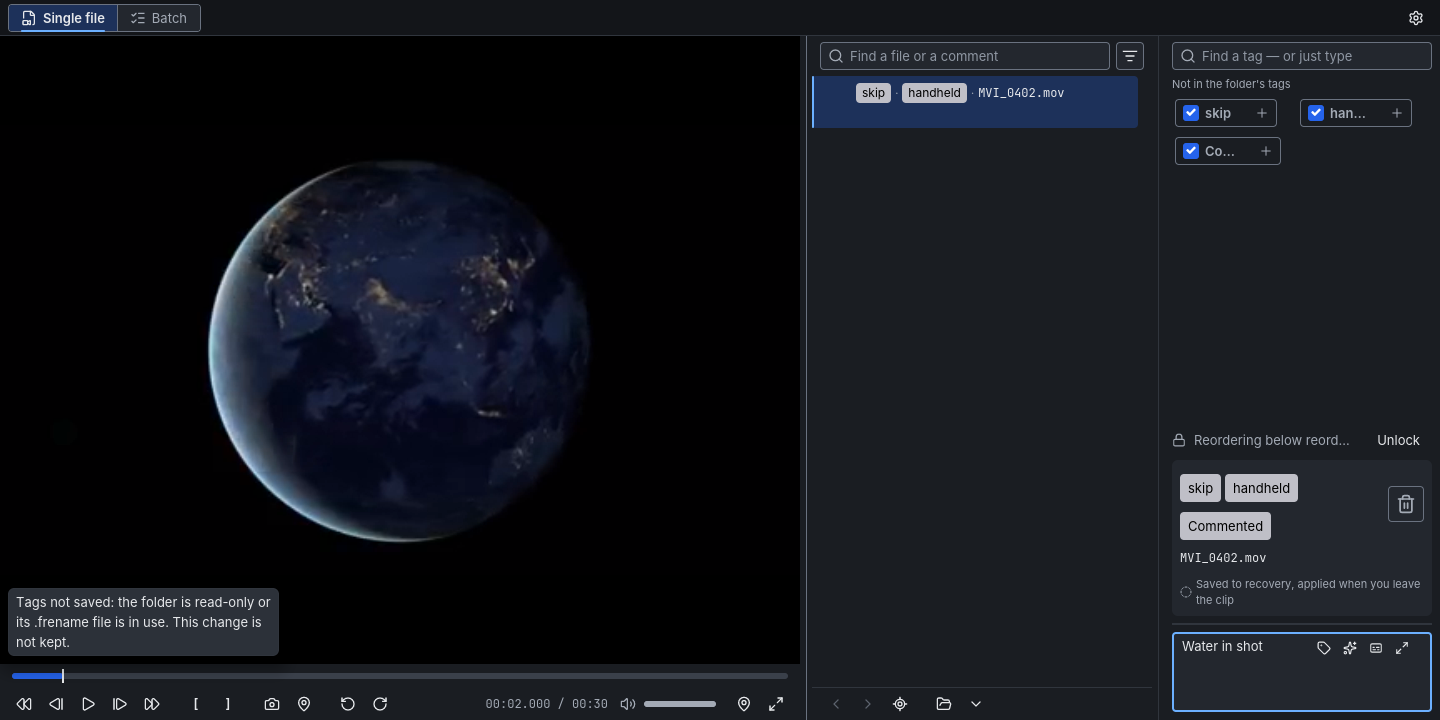 Single file
Batch
Find a file or a comment
Find a tag — or just type
Not in the folder's tags
skip · handheld · MVI_0402.mov
skip
han...
Co...
Reordering below reord...
Unlock
skip
handheld
Commented
MVI_0402.mov
Saved to recovery, applied when you leave
the clip
Tags not saved: the folder is read-only or
its .frename file is in use. This change is
not kept.
Water in shot
[ ]
00:02.000 / 00:30